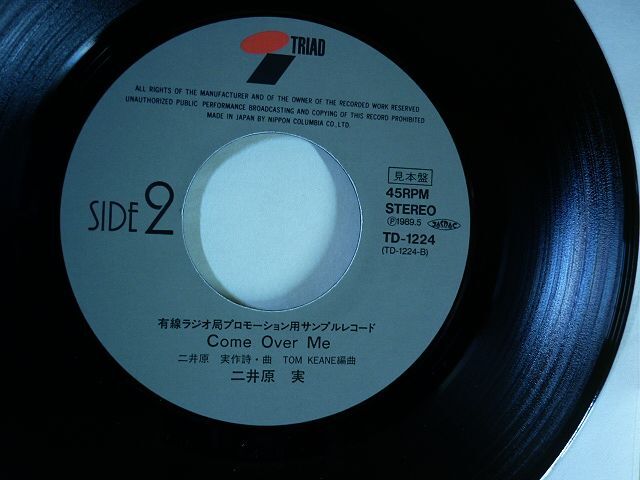 TRIAD
ALL RIGHTS OF THE MANUFACTURER AND OF THE OWNER OF THE RECORDED WORK RESERVED
UNAUTHORIZED PUBLIC PERFORMANCE BROADCASTING AND COPYING OF THIS RECORD PROHIBITED
MADE IN JAPAN BY NIPPON COLUMBIA CO., LTD.
SIDE 2
見本盤
45RPM
STEREO
Ⓟ1989.5 JASRAC
TD-1224
(TD-1224-B)
有線ラジオ局プロモーション用サンプルレコード
Come Over Me
二井原 実作詩・曲 TOM KEANE編曲
二井原 実